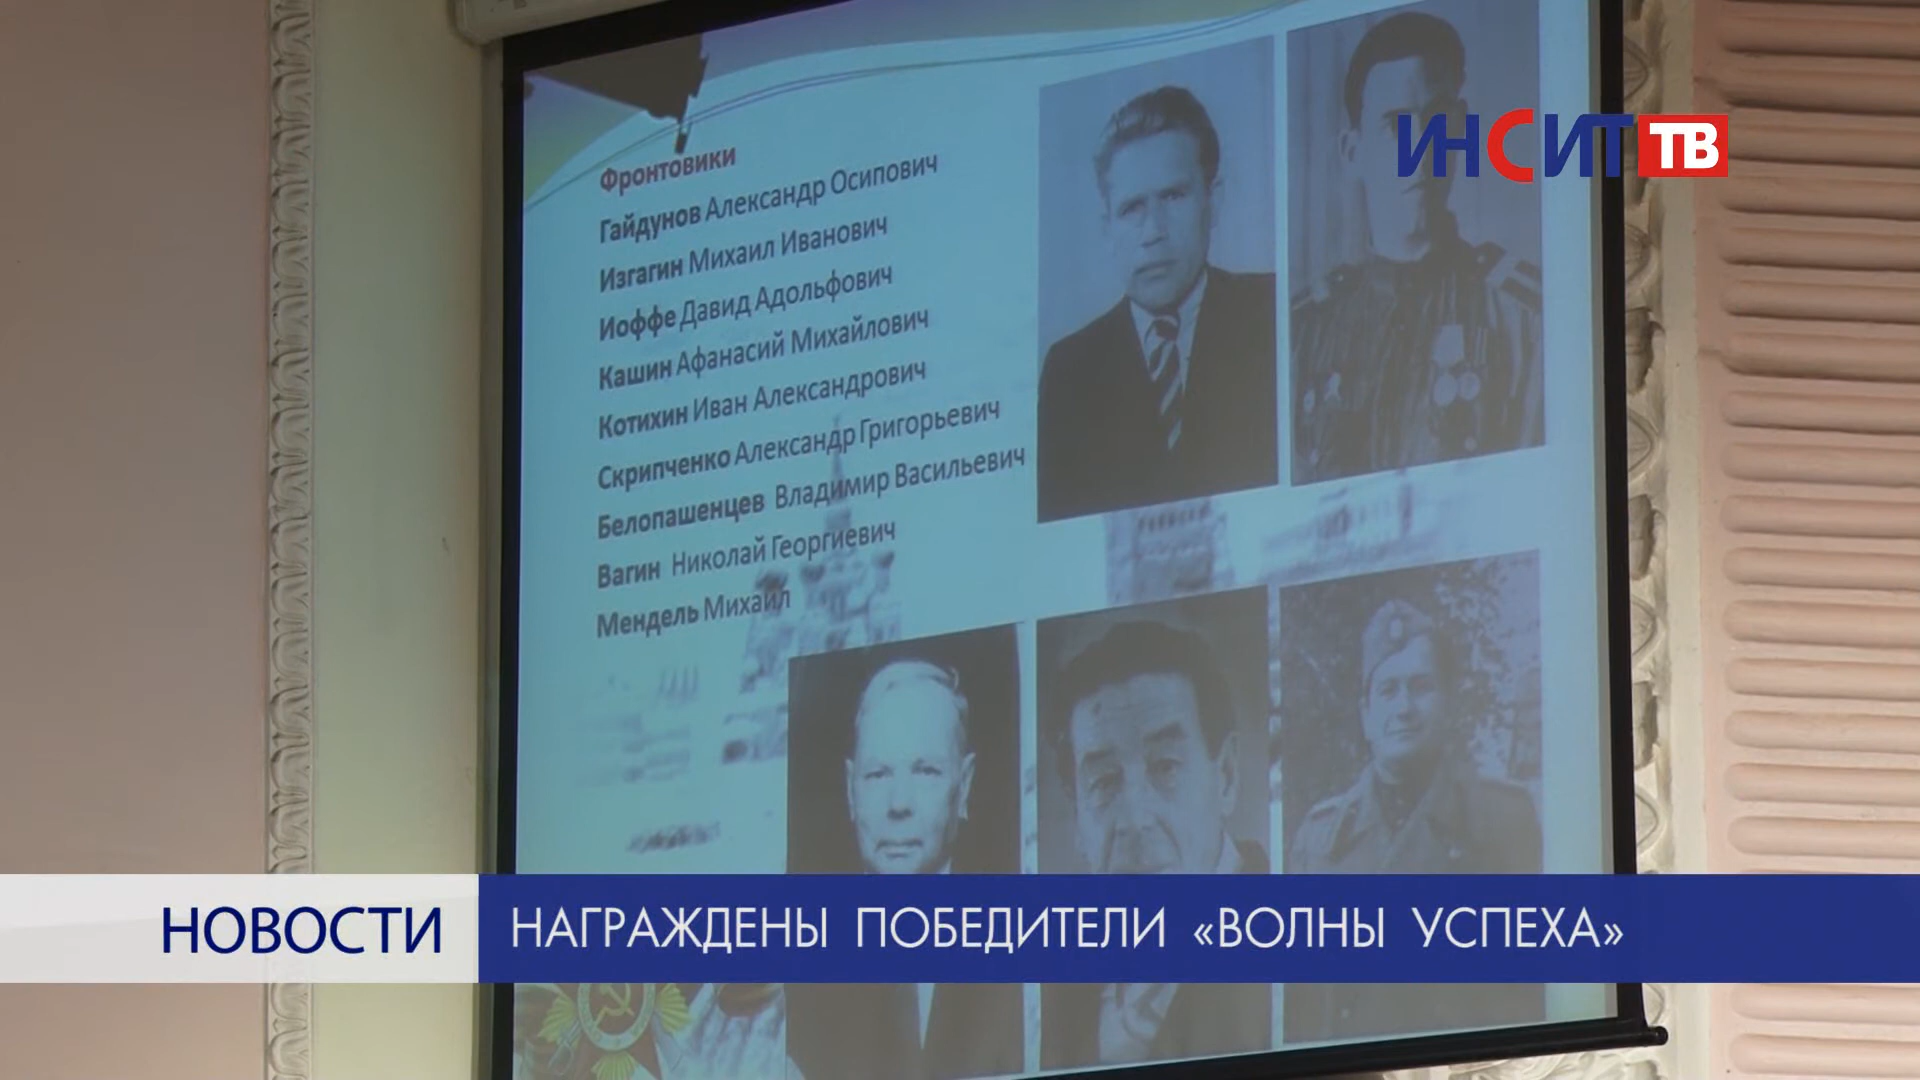 ИНСИТ ТВ
Фронтовики
Гайдунов Александр Осипович
Изгагин Михаил Иванович
Иоффе Давид Адольфович
Кашин Афанасий Михайлович
Котихин Иван Александрович
Скрипченко Александр Григорьевич
Белопашенцев Владимир Васильевич
Вагин Николай Георгиевич
Мендель Михаил
НОВОСТИ
НАГРАЖДЕНЫ ПОБЕДИТЕЛИ «ВОЛНЫ УСПЕХА»